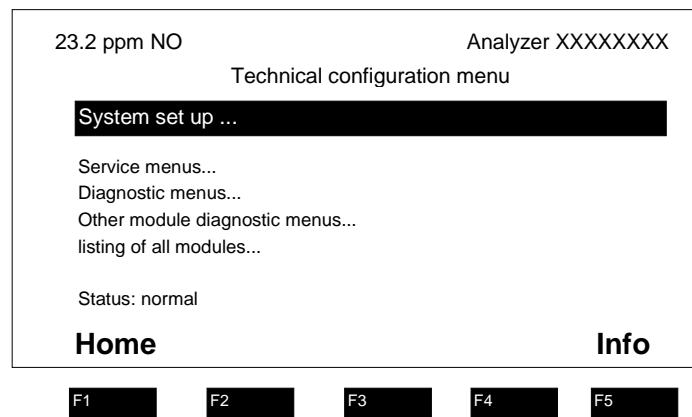 23.2 ppm NO Analyzer XXXXXXXX
Technical configuration menu
System set up ...
Service menus...
Diagnostic menus...
Other module diagnostic menus...
listing of all modules...
Status: normal
Home Info
F1 F2 F3 F4 F5